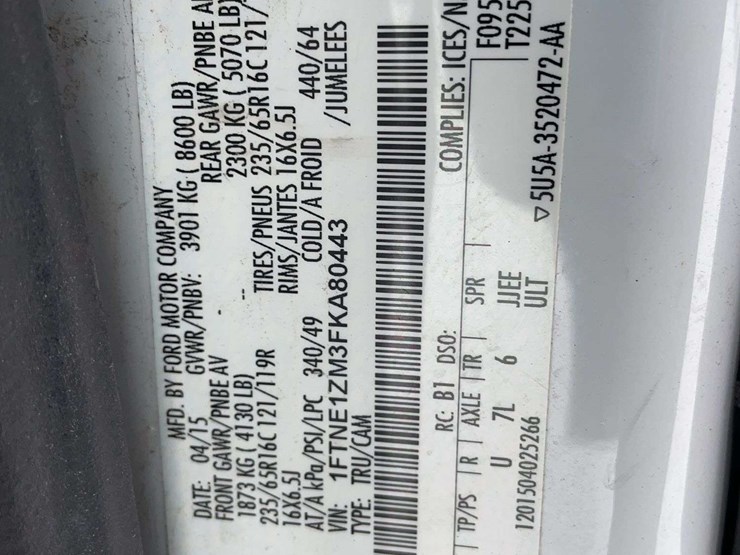 MFD. BY FORD MOTOR COMPANY
DATE: 04/15 GVWR/PNBV: 3901 KG ( 8600 LB)
FRONT GAWR/PNBE AV REAR GAWR/PNBE
1873 KG ( 4130 LB) 2300 KG ( 5070 LB)
235/65R16C 121/119R TIRES/PNEUS 235/65R16C 121/
16X6.5J RIMS/JANTES 16X6.5J
AT/A kPa/PSI/LPC 340/49 COLD/A FROID 440/64
VIN: 1FTNE1ZM3FKA80443 /JUMELEES
TYPE: TRU/CAM
RC: B1 DSO: COMPLIES: ICES/N
TP/PS R AXLE TR SPR F095
U 7L 6 JJEE T225
ULT ▽ 5U5A-3520472-AA
1201504025266